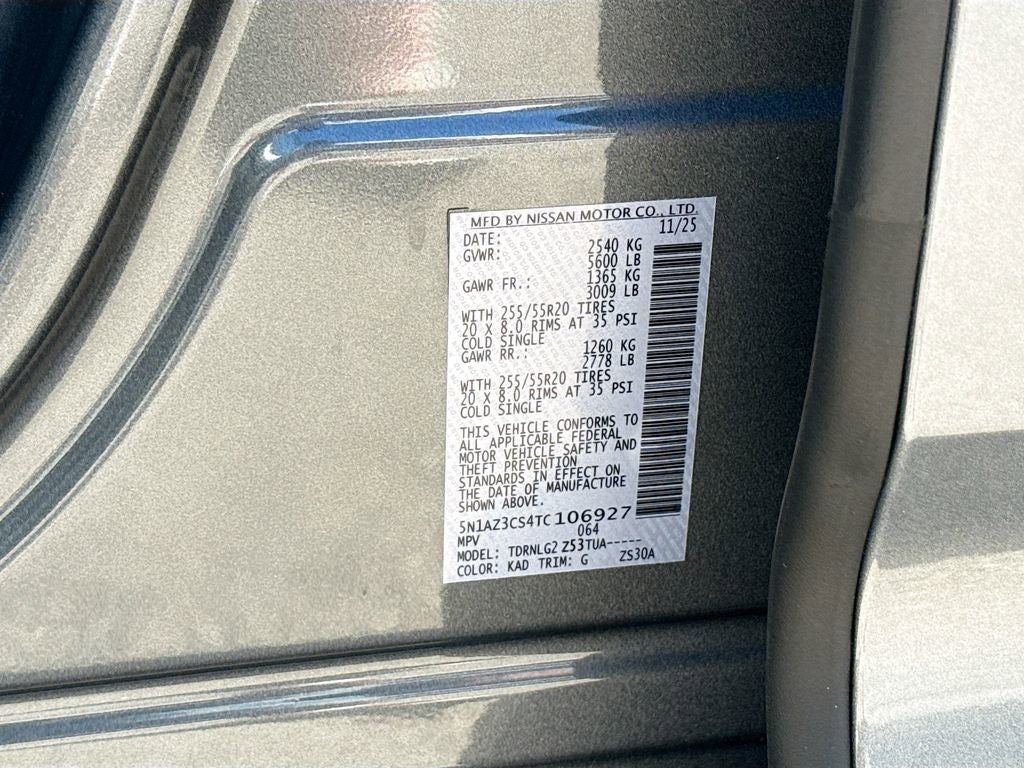 MFD BY NISSAN MOTOR CO., LTD.
DATE: 11/25
GVWR: 2540 KG
5600 LB
GAWR FR.: 1365 KG
3009 LB
WITH 255/55R20 TIRES
20 X 8.0 RIMS AT 35 PSI
COLD SINGLE
GAWR RR.: 1260 KG
2778 LB
WITH 255/55R20 TIRES
20 X 8.0 RIMS AT 35 PSI
COLD SINGLE
THIS VEHICLE CONFORMS TO
ALL APPLICABLE FEDERAL
MOTOR VEHICLE SAFETY AND
THEFT PREVENTION
STANDARDS IN EFFECT ON
THE DATE OF MANUFACTURE
SHOWN ABOVE.
5N1AZ3CS4TC106927
MPV 064
MODEL: TDRNLG2 Z53TUA-----
COLOR: KAD TRIM: G ZS30A